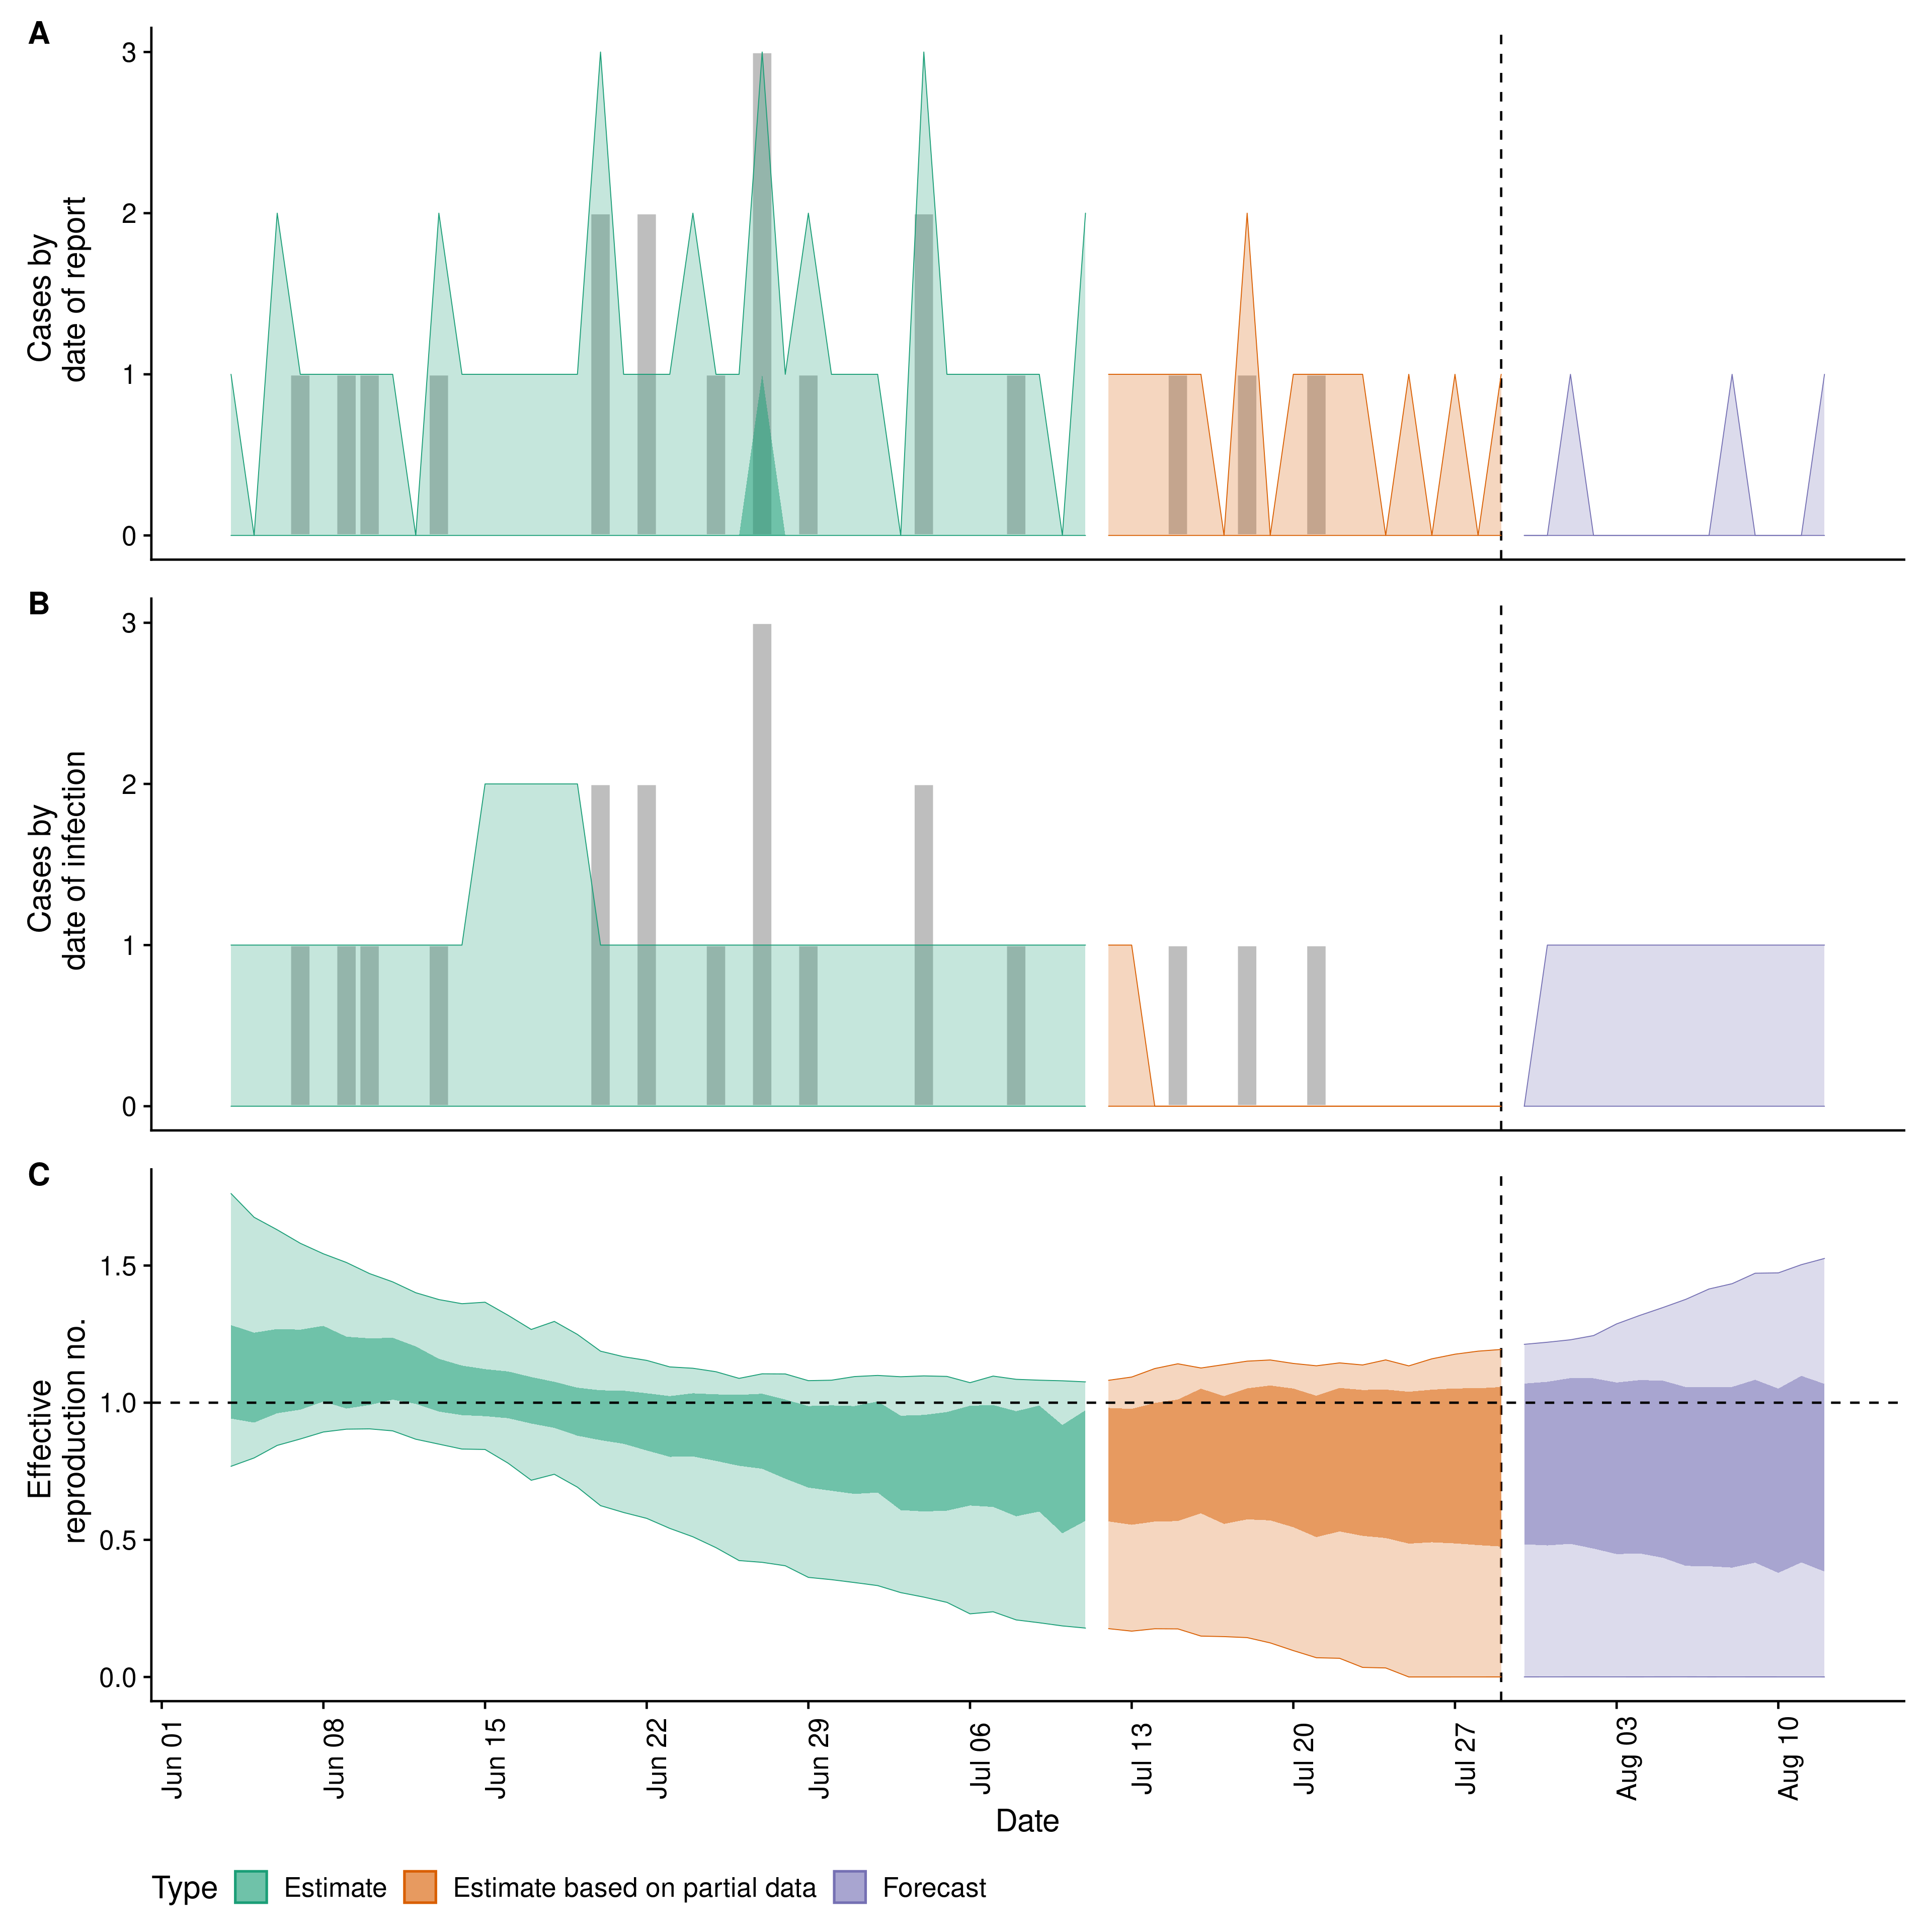 A
3
2
1
0
Cases by
date of report
B
3
2
1
0
Cases by
date of infection
C
1.5
1.0
0.5
0.0
Effective
reproduction no.
Jun 01
Jun 08
Jun 15
Jun 22
Jun 29
Jul 06
Jul 13
Jul 20
Jul 27
Aug 03
Aug 10
Date
Type Estimate Estimate based on partial data Forecast